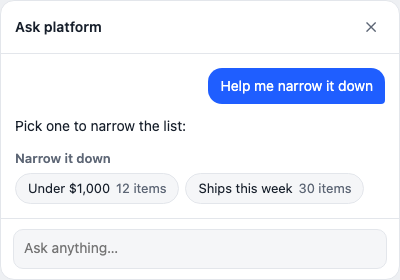 Ask platform
Help me narrow it down
Pick one to narrow the list:
Narrow it down
Under $1,000 12 items Ships this week 30 items
Ask anything...